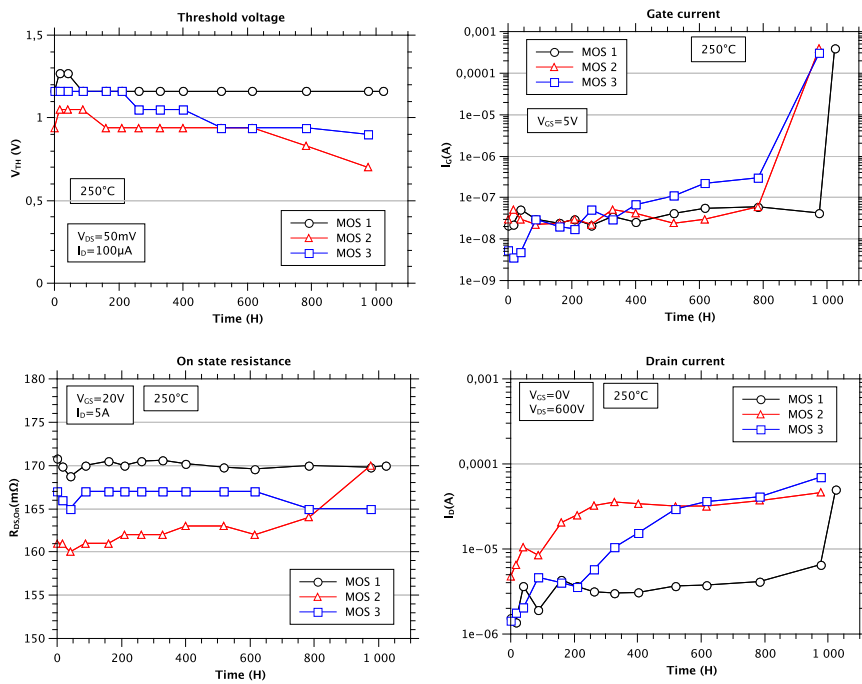 Threshold voltage
1,5
1
0,5
0
V_TH (V)
250°C
V_DS=50mV
I_D=100µA
MOS 1
MOS 2
MOS 3
0 200 400 600 800 1 000
Time (H)
Gate current
0,001
0,0001
1e-05
1e-06
1e-07
1e-08
1e-09
I_G(A)
MOS 1
MOS 2
MOS 3
250°C
V_GS=5V
0 200 400 600 800 1 000
Time (H)
On state resistance
180
175
170
165
160
155
150
R_DS,ON(mΩ)
V_GS=20V
I_D=5A
250°C
MOS 1
MOS 2
MOS 3
0 200 400 600 800 1 000
Time (H)
Drain current
0,001
0,0001
1e-05
1e-06
V_GS=0V
V_DS=600V
250°C
MOS 1
MOS 2
MOS 3
0 200 400 600 800 1 000
Time (H)